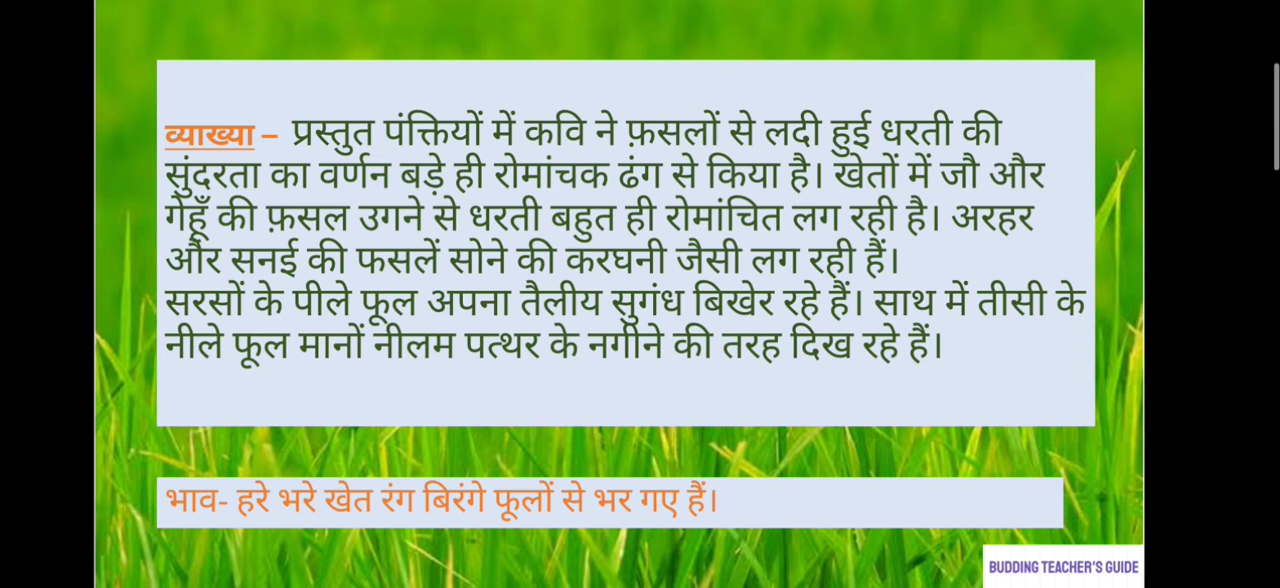 व्याख्या – प्रस्तुत पंक्तियों में कवि ने फ़सलों से लदी हुई धरती की
सुंदरता का वर्णन बड़े ही रोमांचक ढंग से किया है। खेतों में जौ और
गेहूँ की फ़सल उगने से धरती बहुत ही रोमांचित लग रही है। अरहर
और सनई की फसलें सोने की करघनी जैसी लग रही हैं।
सरसों के पीले फूल अपना तैलीय सुगंध बिखेर रहे हैं। साथ में तीसी के
नीले फूल मानों नीलम पत्थर के नगीने की तरह दिख रहे हैं।
भाव- हरे भरे खेत रंग बिरंगे फूलों से भर गए हैं।
BUDDING TEACHER'S GUIDE